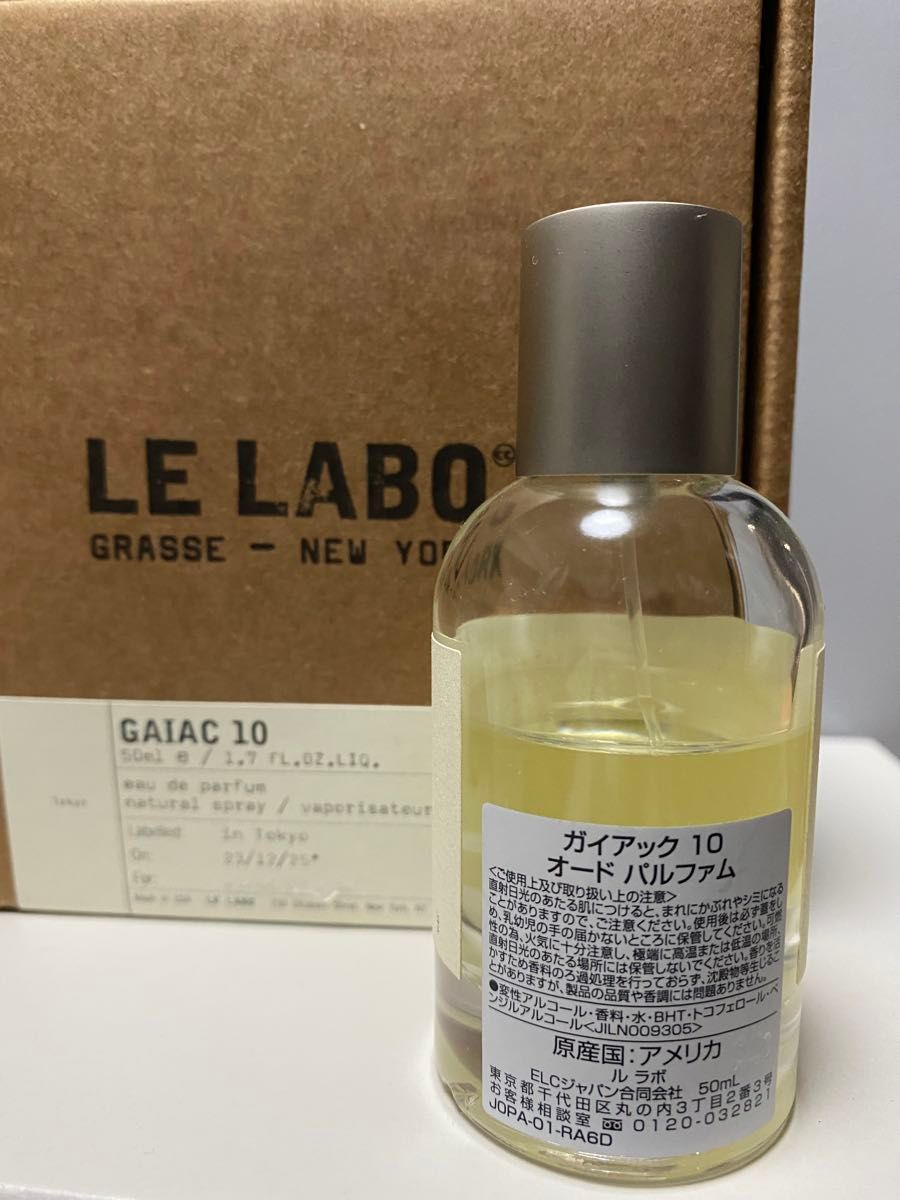 LE LABO
GRASSE — NEW YOR
GAIAC 10
50ml e / 1.7 fL.OZ.LIQ.
eau de parfum
natural spray / vaporisateur
Tokyo
Labelled in Tokyo
On:
For:
ガイアック 10
オード パルファム
<ご使用上及び取り扱い上の注意>
直射日光のあたる肌につけると、まれにかぶれやシミになる
ことがありますので、ご注意ください。使用後は必ず蓋をし
め、乳幼児の手の届かないところに保管してください。可燃
性の為、火気に十分注意し、極端に高温または低温の場所、
直射日光のあたる場所には保管しないでください。香りを活
かすため香料のろ過処理を行っておらず、沈殿物等生じるこ
とがありますが、製品の品質や香調には問題ありません。
●変性アルコール・香料・水・BHT・トコフェロール・ベ
ンジルアルコール<JILN009305>
原産国：アメリカ
ル ラボ
ELCジャパン合同会社 50mL
東京都千代田区丸の内3丁目2番3号
お客様相談室 0120-032821
JOPA-01-RA6D